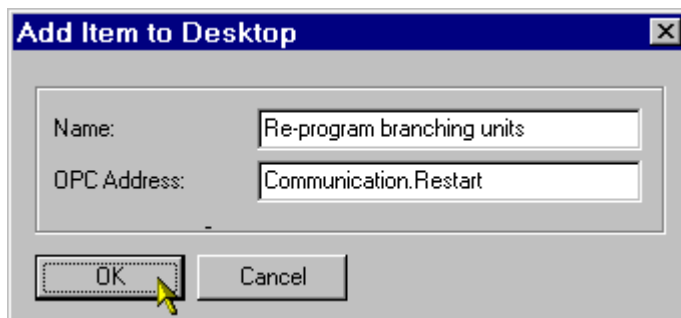 Add Item to Desktop
Name: Re-program branching units
OPC Address: Communication.Restart
OK Cancel